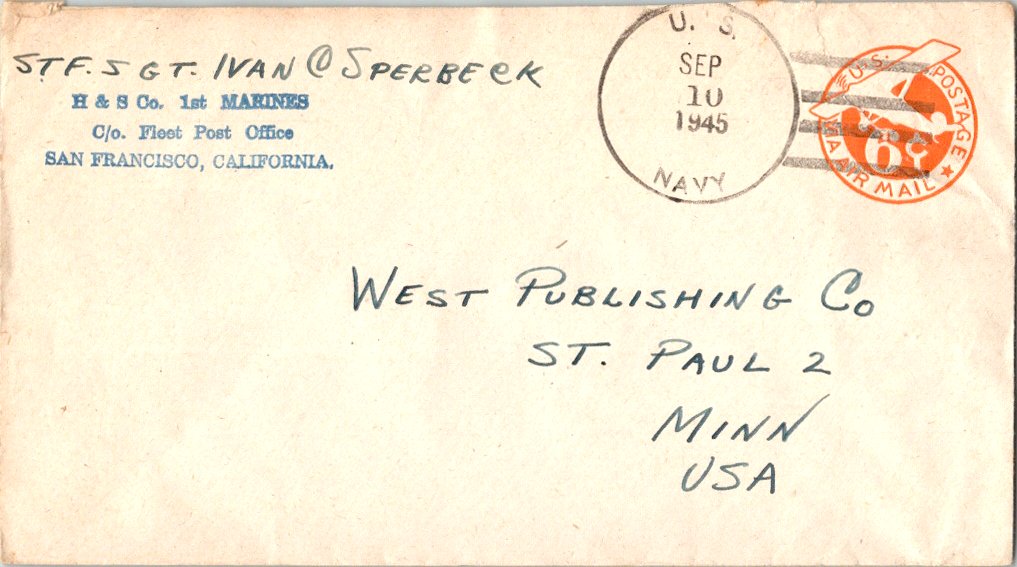 STF. SGT. IVAN C SPERBECK
H & S Co. 1st MARINES
C/o. Fleet Post Office
SAN FRANCISCO, CALIFORNIA.
U. S.
SEP
10
1945
NAVY
U.S. POSTAGE
VIA AIR MAIL
6¢
WEST PUBLISHING CO
ST. PAUL 2
MINN
USA